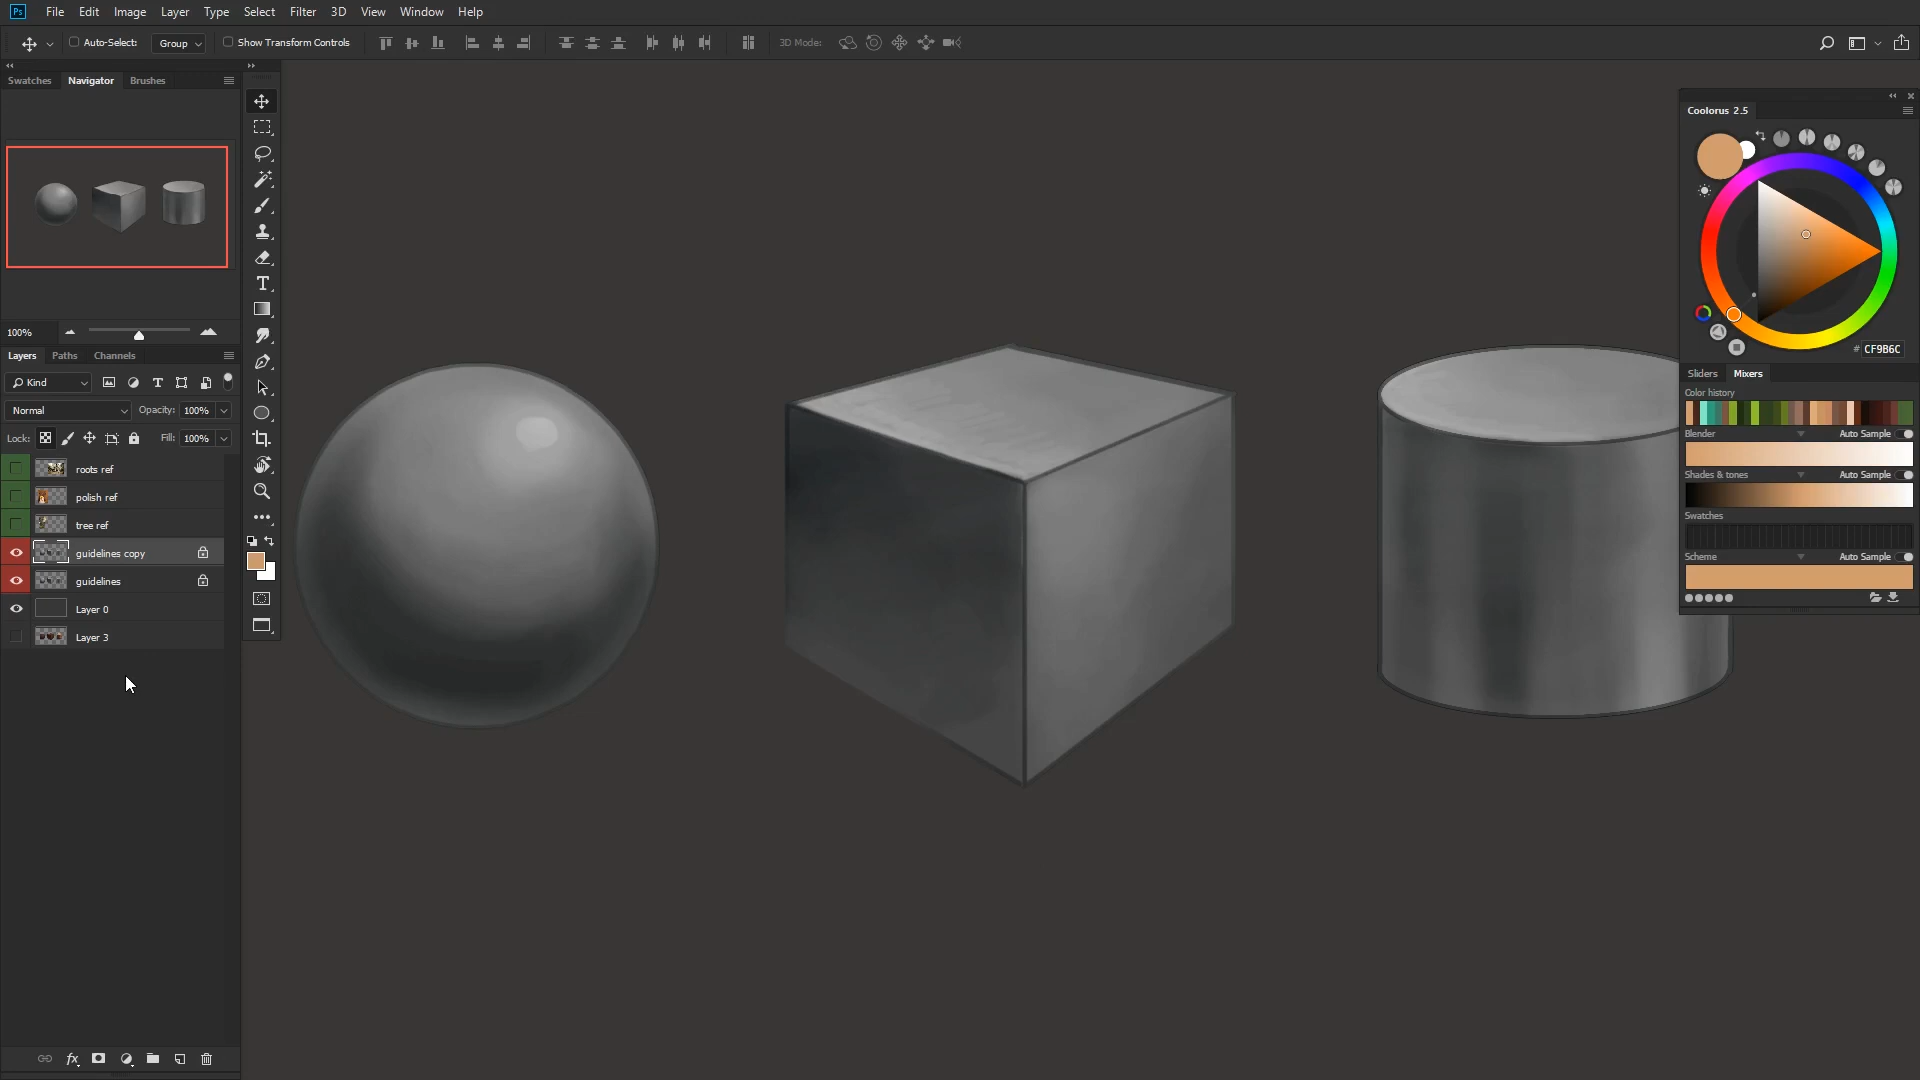 Ps File Edit Image Layer Type Select Filter 3D View Window Help
Auto-Select: Group Show Transform Controls 3D Mode:
Swatches Navigator Brushes
Coolorus 2.5
100%
# CF9B6C
Layers Paths Channels
Sliders Mixers
Kind
Color history
Normal Opacity: 100%
Blender Auto Sample
Lock: Fill: 100%
roots ref
Shades & tones Auto Sample
polish ref
Swatches
tree ref
guidelines copy
Scheme Auto Sample
guidelines
Layer 0
Layer 3
fx